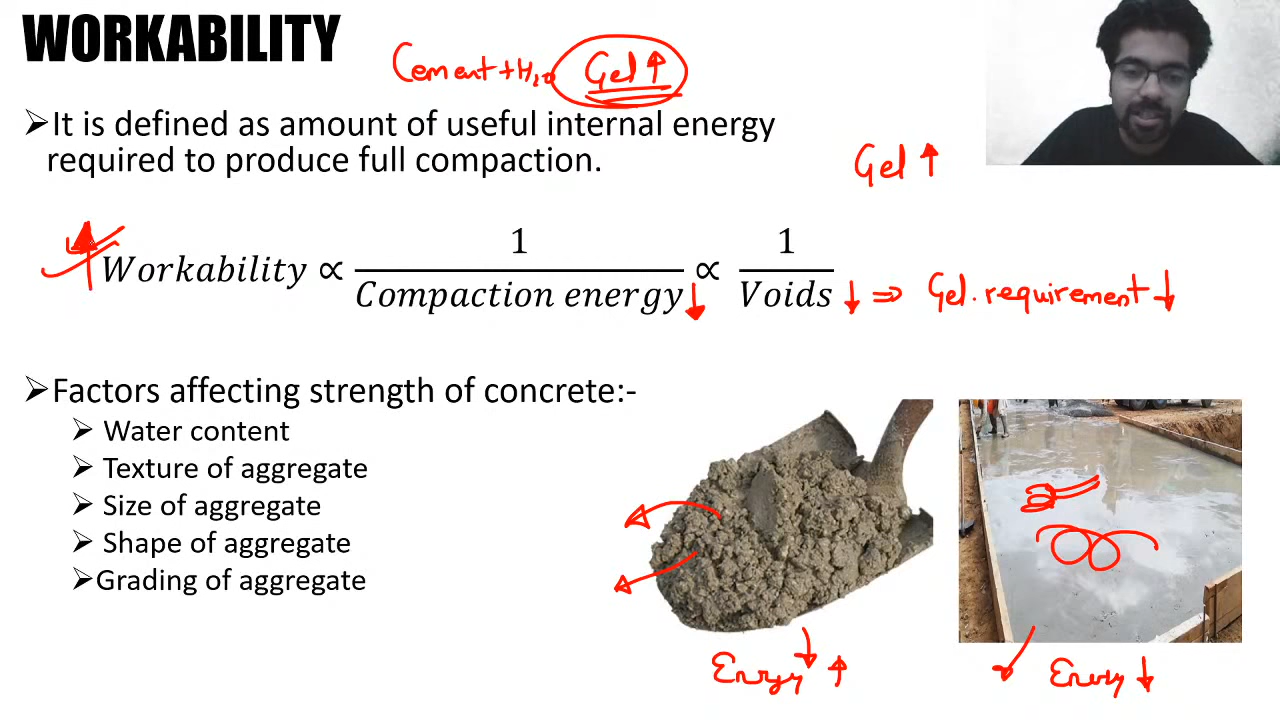 WORKABILITY
Cement + H₂O Gel ↑
➢It is defined as amount of useful internal energy
required to produce full compaction.
Gel ↑
Workability ∝ 1/Compaction energy ↓ ∝ 1/Voids ↓ ⇒ Gel. requirement ↓
➢Factors affecting strength of concrete:-
➢ Water content
➢ Texture of aggregate
➢ Size of aggregate
➢ Shape of aggregate
➢Grading of aggregate
Energy ↑
Energy ↓